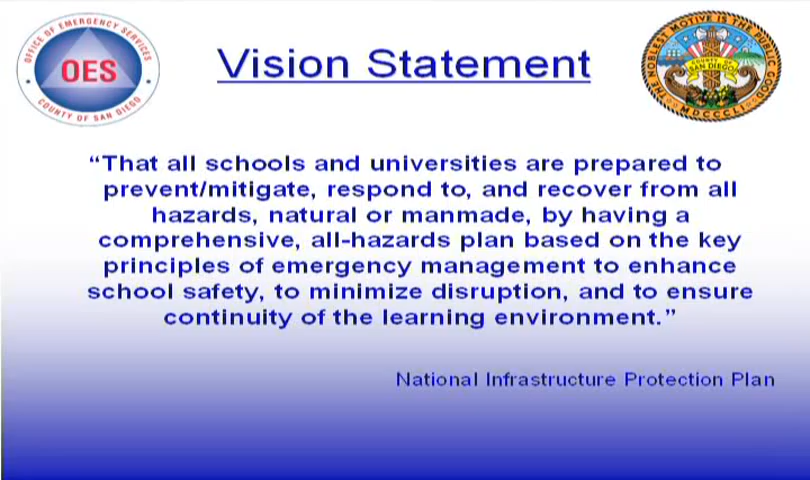 OFFICE OF EMERGENCY SERVICES
OES
COUNTY OF SAN DIEGO
Vision Statement
THE NOBLEST MOTIVE IS THE PUBLIC GOOD
COUNTY OF
SAN DIEGO
MDCCCLI
“That all schools and universities are prepared to
prevent/mitigate, respond to, and recover from all
hazards, natural or manmade, by having a
comprehensive, all-hazards plan based on the key
principles of emergency management to enhance
school safety, to minimize disruption, and to ensure
continuity of the learning environment.”
National Infrastructure Protection Plan